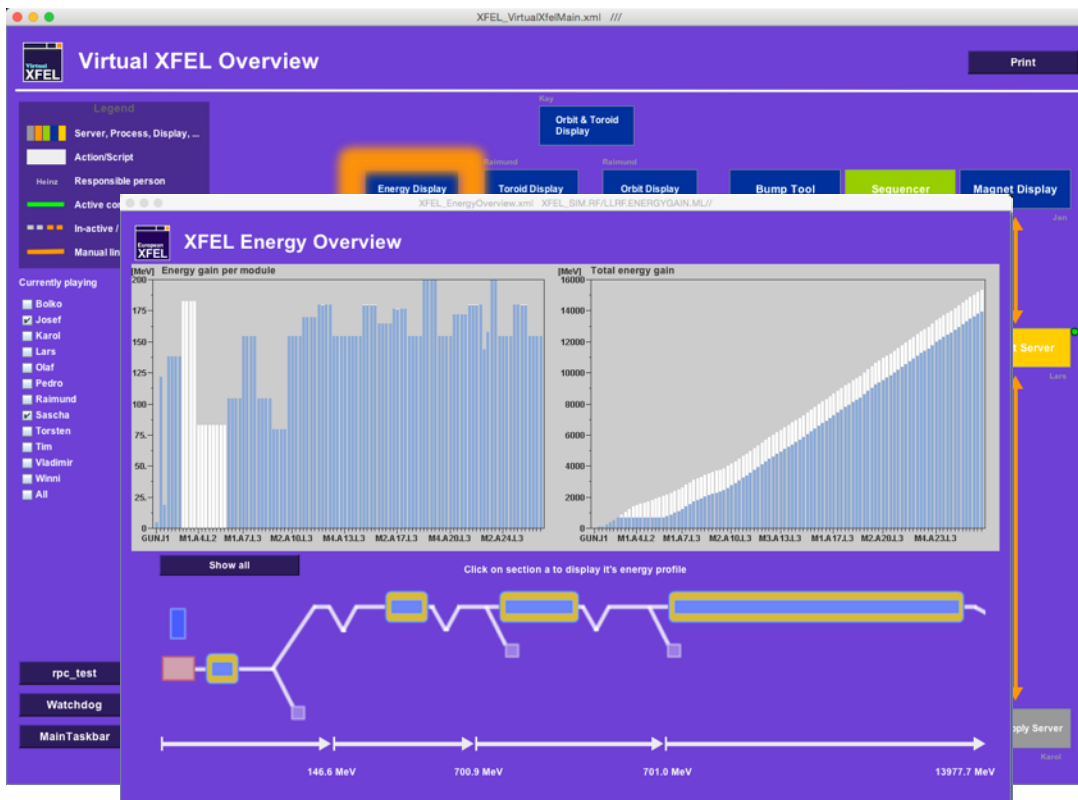 XFEL_VirtualXfelMain.xml ///
Virtual XFEL
Virtual XFEL Overview
Print
Legend
Server, Process, Display, ...
Action/Script
Heinz Responsible person
Active
In-active /
Manual
Key
Orbit & Toroid
Display
Raimund
Raimund
Energy Display
Toroid Display
Orbit Display
Bump Tool
Sequencer
Magnet Display
Jan
Server
Lars
Server
Karol
Currently playing
Bolko
Josef
Karol
Lars
Olaf
Pedro
Raimund
Sascha
Torsten
Tim
Vladimir
Winni
All
rpc_test
Watchdog
MainTaskbar
XFEL_EnergyOverview.xml XFEL_SIM.RF/LLRF.ENERGYGAIN.ML//
European
XFEL
XFEL Energy Overview
[MeV] Energy gain per module
200
175
150
125
100
75.
50.
25.
0
GUN.I1 M1.A4.L2 M1.A7.L3 M2.A10.L3 M4.A13.L3 M2.A17.L3 M4.A20.L3 M2.A24.L3
[MeV] Total energy gain
16000
14000
12000
10000
8000
6000
4000
2000
0
GUN.I1 M1.A4.L2 M1.A7.L3 M2.A10.L3 M3.A13.L3 M1.A17.L3 M2.A20.L3 M4.A23.L3
Show all
Click on section a to display it's energy profile
146.6 MeV
700.9 MeV
701.0 MeV
13977.7 MeV